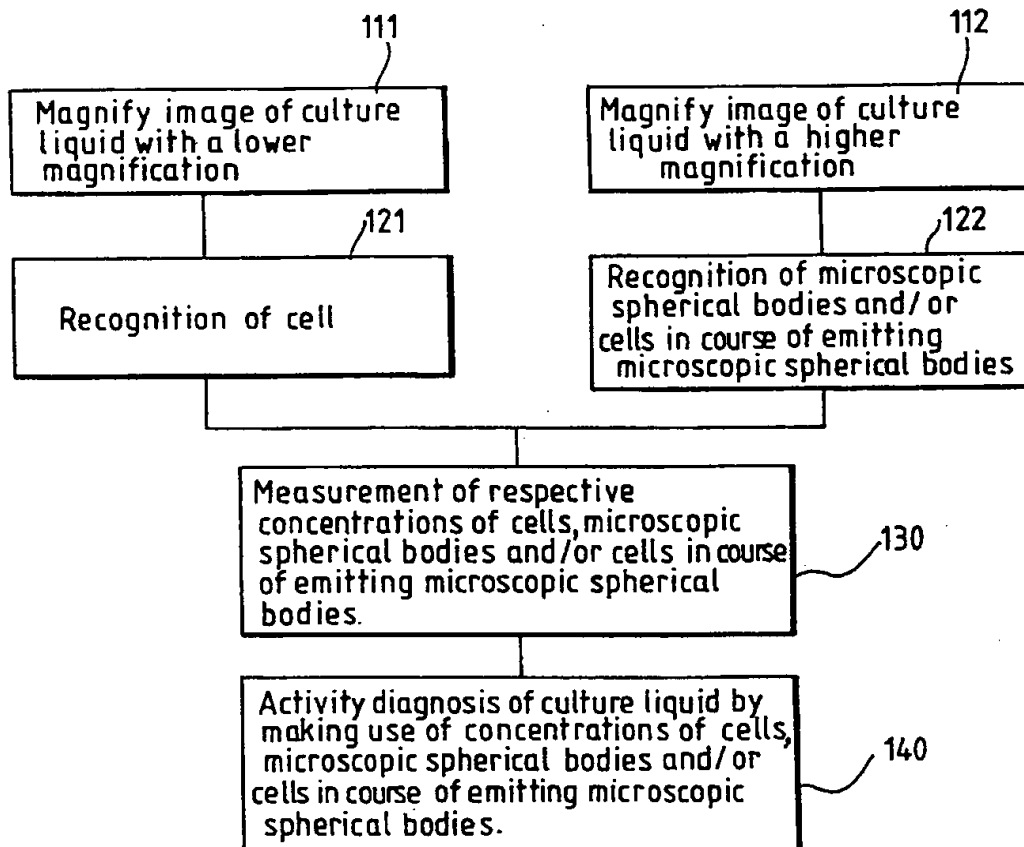 111
Magnify image of culture
liquid with a lower
magnification
112
Magnify image of culture
liquid with a higher
magnification
121
Recognition of cell
122
Recognition of microscopic
spherical bodies and/or
cells in course of emitting
microscopic spherical bodies
Measurement of respective
concentrations of cells, microscopic
spherical bodies and/or cells in course
of emitting microscopic spherical
bodies.
130
Activity diagnosis of culture liquid by
making use of concentrations of cells,
microscopic spherical bodies and/or
cells in course of emitting microscopic
spherical bodies.
140